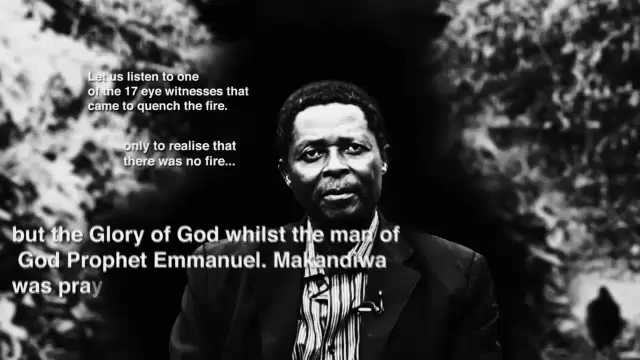 Let us listen to one
of the 17 eye witnesses that
came to quench the fire.
only to realise that
there was no fire...
but the Glory of God whilst the man of
God Prophet Emmanuel. Makandiwa
was pray